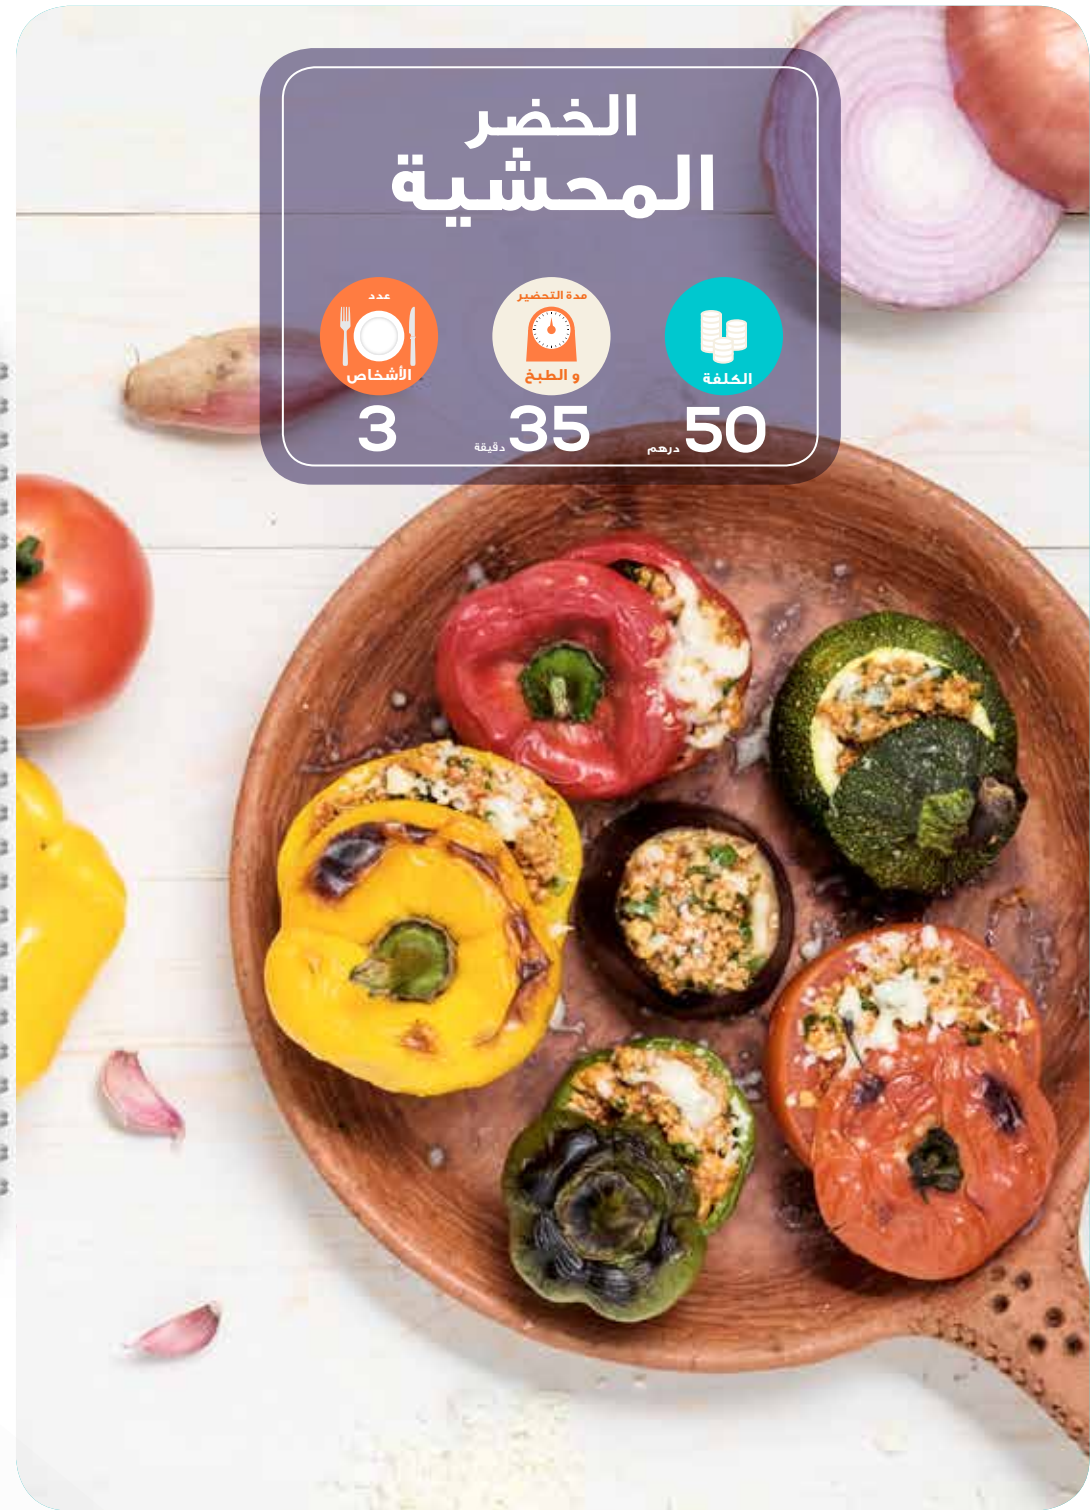 الخضر
المحشية
الكلفة
50 درهم
مدة التحضير
و الطبخ
35 دقيقة
عدد
الأشخاص
3